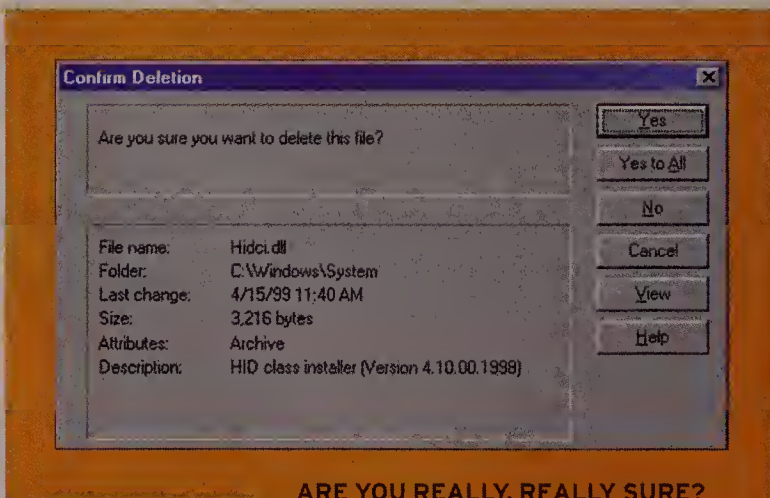 Confirm Deletion
Are you sure you want to delete this file?
Yes
Yes to All
No
Cancel
View
Help
File name: Hidci.dll
Folder: C:\Windows\System
Last change: 4/15/99 11:40 AM
Size: 3,216 bytes
Attributes: Archive
Description: HID class installer (Version 4.10.00.1998)
ARE YOU REALLY, REALLY SURE?